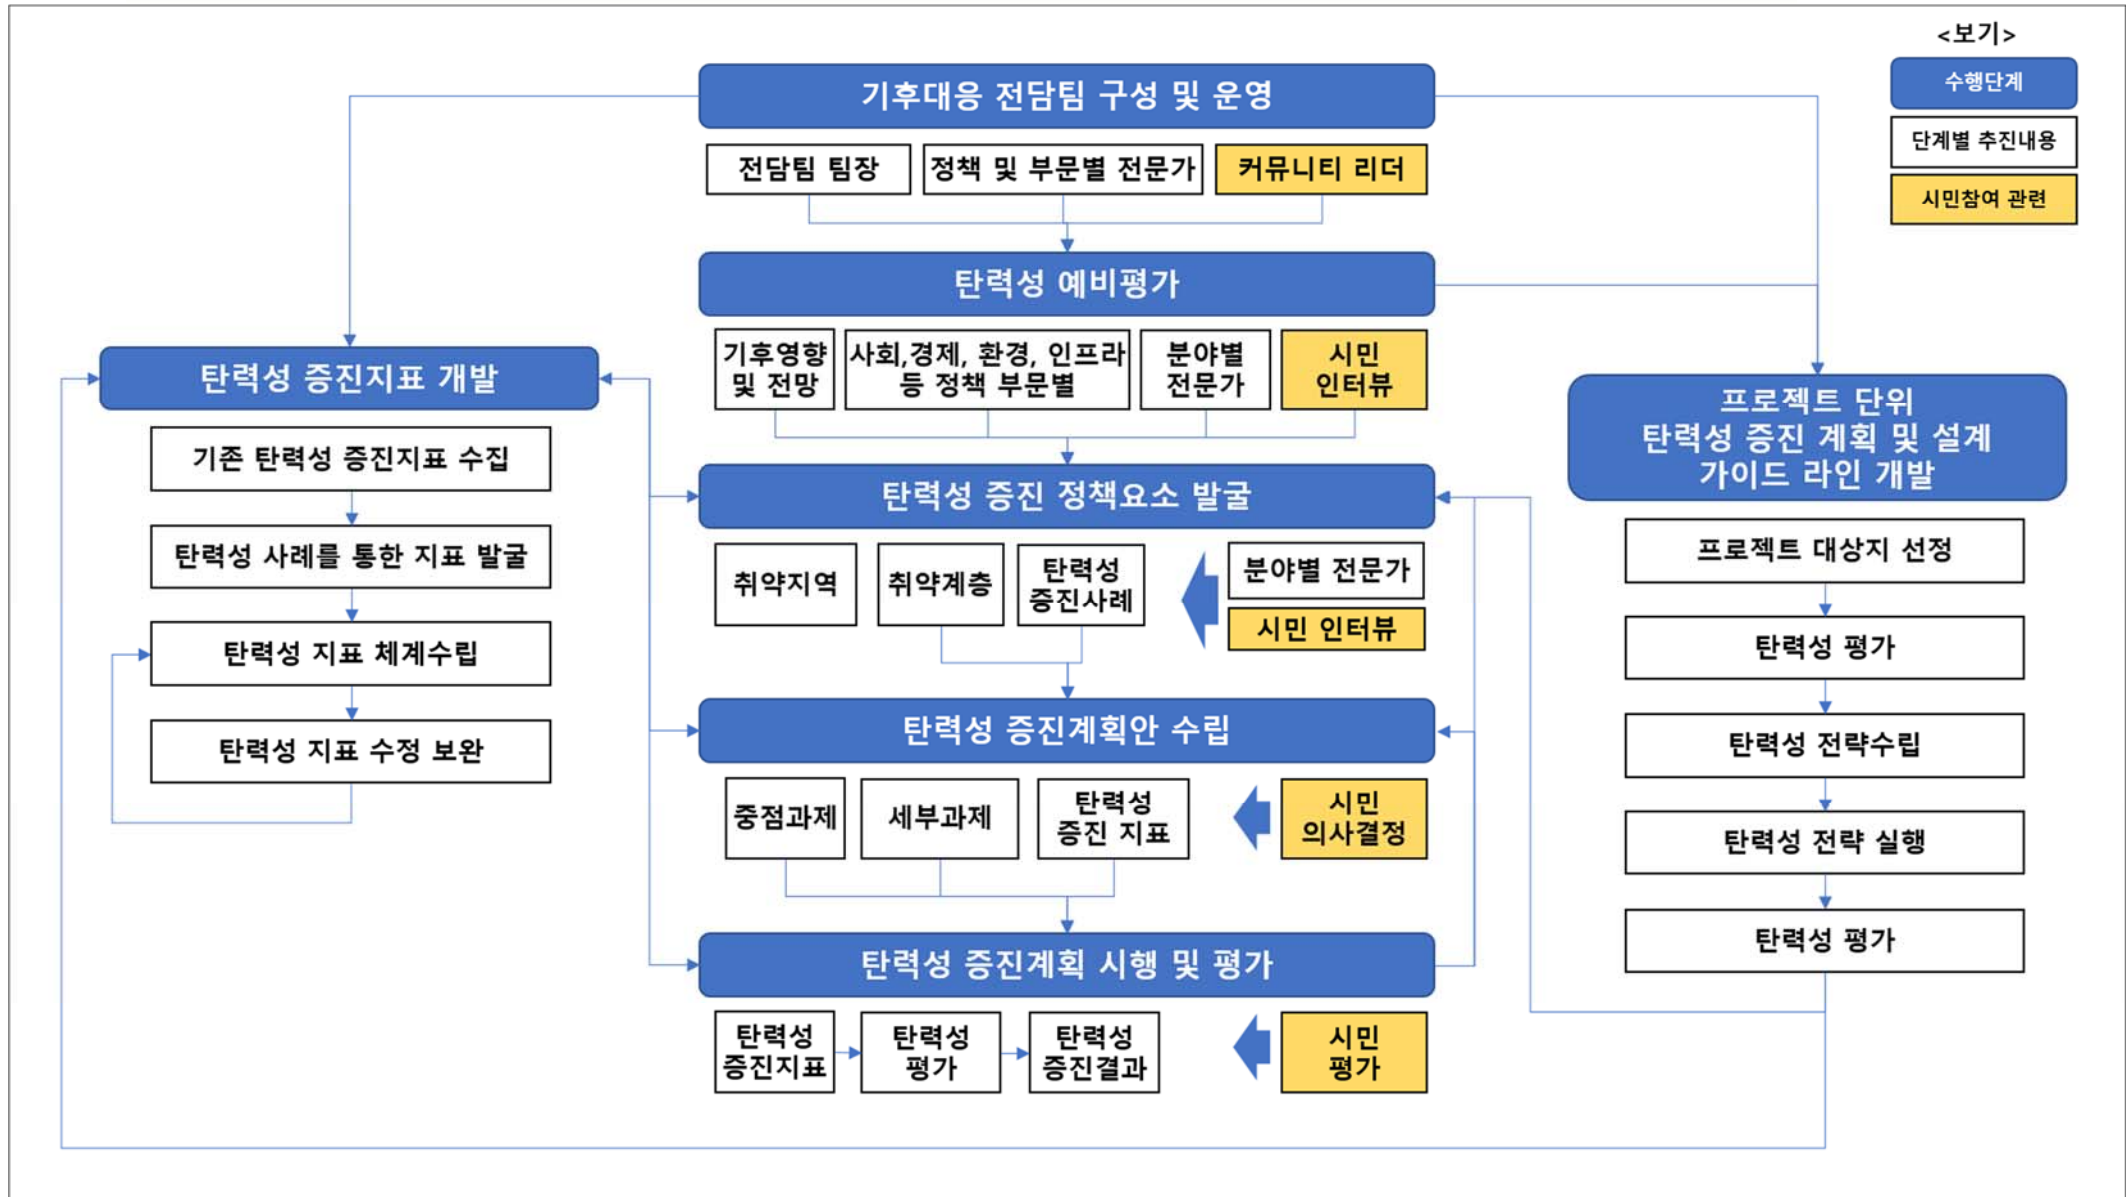 <보기>
수행단계
단계별 추진내용
시민참여 관련
기후대응 전담팀 구성 및 운영
전담팀 팀장
정책 및 부문별 전문가
커뮤니티 리더
탄력성 예비평가
기후영향
및 전망
사회,경제, 환경, 인프라
등 정책 부문별
분야별
전문가
시민
인터뷰
탄력성 증진지표 개발
기존 탄력성 증진지표 수집
탄력성 사례를 통한 지표 발굴
탄력성 지표 체계수립
탄력성 지표 수정 보완
탄력성 증진 정책요소 발굴
취약지역
취약계층
탄력성
증진사례
분야별 전문가
시민 인터뷰
탄력성 증진계획안 수립
중점과제
세부과제
탄력성
증진 지표
시민
의사결정
탄력성 증진계획 시행 및 평가
탄력성
증진지표
탄력성
평가
탄력성
증진결과
시민
평가
프로젝트 단위
탄력성 증진 계획 및 설계
가이드 라인 개발
프로젝트 대상지 선정
탄력성 평가
탄력성 전략수립
탄력성 전략 실행
탄력성 평가